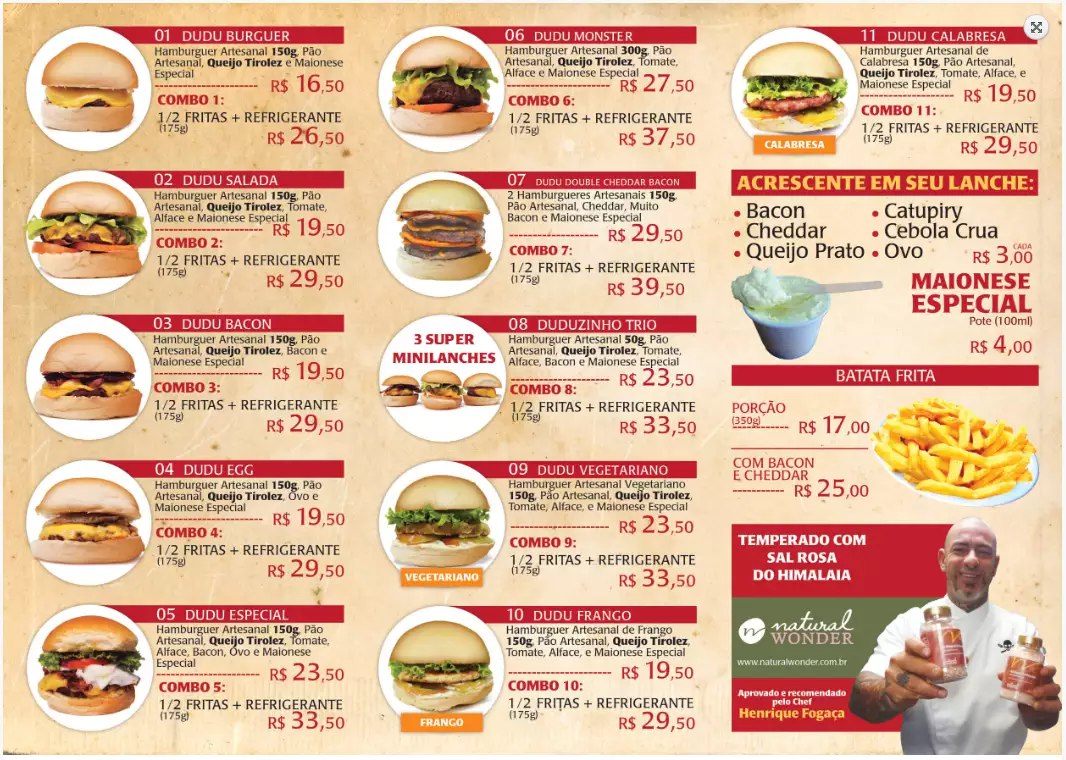 01 DUDU BURGUER
Hamburguer Artesanal 150g, Pão
Artesanal, Queijo Tirolez e Maionese
Especial
R$ 16,50
COMBO 1:
1/2 FRITAS + REFRIGERANTE
(175g)
R$ 26,50
02 DUDU SALADA
Hamburguer Artesanal 150g, Pão
Artesanal, Queijo Tirolez, Tomate,
Alface e Maionese Especial
R$ 19,50
COMBO 2:
1/2 FRITAS + REFRIGERANTE
(175g)
R$ 29,50
03 DUDU BACON
Hamburguer Artesanal 150g, Pão
Artesanal, Queijo Tirolez, Bacon e
Maionese Especial
R$ 19,50
COMBO 3:
1/2 FRITAS + REFRIGERANTE
(175g)
R$ 29,50
04 DUDU EGG
Hamburguer Artesanal 150g, Pão
Artesanal, Queijo Tirolez, Ovo e
Maionese Especial
R$ 19,50
COMBO 4:
1/2 FRITAS + REFRIGERANTE
(175g)
R$ 29,50
05 DUDU ESPECIAL
Hamburguer Artesanal 150g, Pão
Artesanal, Queijo Tirolez, Tomate,
Alface, Bacon, Ovo e Maionese
Especial
R$ 23,50
COMBO 5:
1/2 FRITAS + REFRIGERANTE
(175g)
R$ 33,50
06 DUDU MONSTER
Hamburguer Artesanal 300g, Pão
Artesanal, Queijo Tirolez, Tomate,
Alface e Maionese Especial
R$ 27,50
COMBO 6:
1/2 FRITAS + REFRIGERANTE
(175g)
R$ 37,50
07 DUDU DOUBLE CHEDDAR BACON
2 Hamburgueres Artesanais 150g,
Pão Artesanal, Cheddar, Muito
Bacon e Maionese Especial
R$ 29,50
COMBO 7:
1/2 FRITAS + REFRIGERANTE
(175g)
R$ 39,50
3 SUPER
MINILANCHES
08 DUDUZINHO TRIO
Hamburguer Artesanal 50g, Pão
Artesanal, Queijo Tirolez, Tomate,
Alface, Bacon e Maionese Especial
R$ 23,50
COMBO 8:
1/2 FRITAS + REFRIGERANTE
(175g)
R$ 33,50
09 DUDU VEGETARIANO
Hamburguer Artesanal Vegetariano
150g, Pão Artesanal, Queijo Tirolez,
Tomate, Alface, e Maionese Especial
R$ 23,50
COMBO 9:
1/2 FRITAS + REFRIGERANTE
(175g)
VEGETARIANO
R$ 33,50
10 DUDU FRANGO
Hamburguer Artesanal de Frango
150g, Pão Artesanal, Queijo Tirolez,
Tomate, Alface, e Maionese Especial
R$ 19,50
COMBO 10:
1/2 FRITAS + REFRIGERANTE
(175g)
FRANGO
R$ 29,50
11 DUDU CALABRESA
Hamburguer Artesanal de
Calabresa 150g, Pão Artesanal,
Queijo Tirolez, Tomate, Alface, e
Maionese Especial
R$ 19,50
COMBO 11:
1/2 FRITAS + REFRIGERANTE
(175g)
CALABRESA
R$ 29,50
ACRESCENTE EM SEU LANCHE:
• Bacon • Catupiry
• Cheddar • Cebola Crua
• Queijo Prato • Ovo
CADA
R$ 3,00
MAIONESE
ESPECIAL
Pote (100ml)
R$ 4,00
BATATA FRITA
PORÇÃO
(350g)
R$ 17,00
COM BACON
E CHEDDAR
R$ 25,00
TEMPERADO COM
SAL ROSA
DO HIMALAIA
natural
WONDER
www.naturalwonder.com.br
Aprovado e recomendado
pelo Chef
Henrique Fogaça